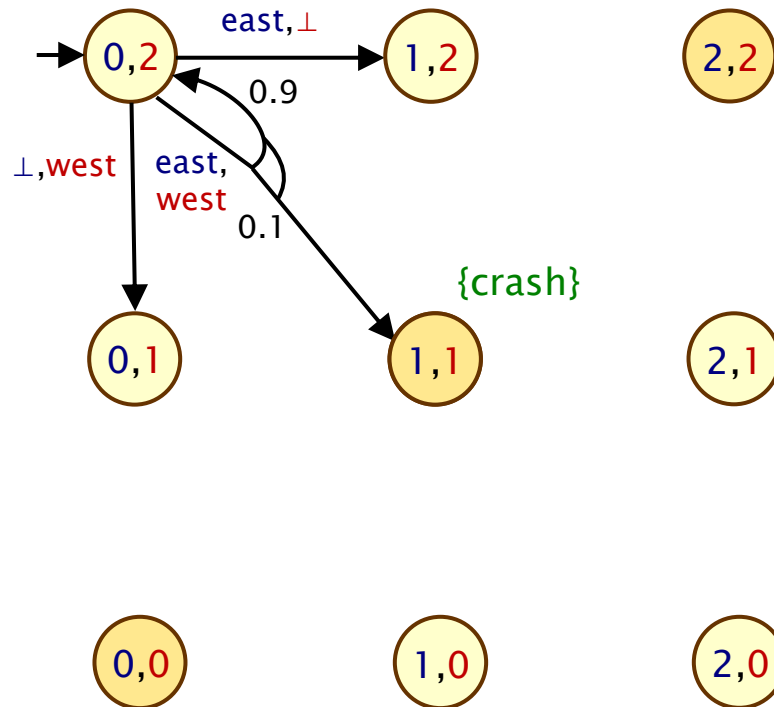 east,⊥
0,2
1,2
2,2
0.9
⊥,west
east,
west
0.1
{crash}
0,1
1,1
2,1
0,0
1,0
2,0